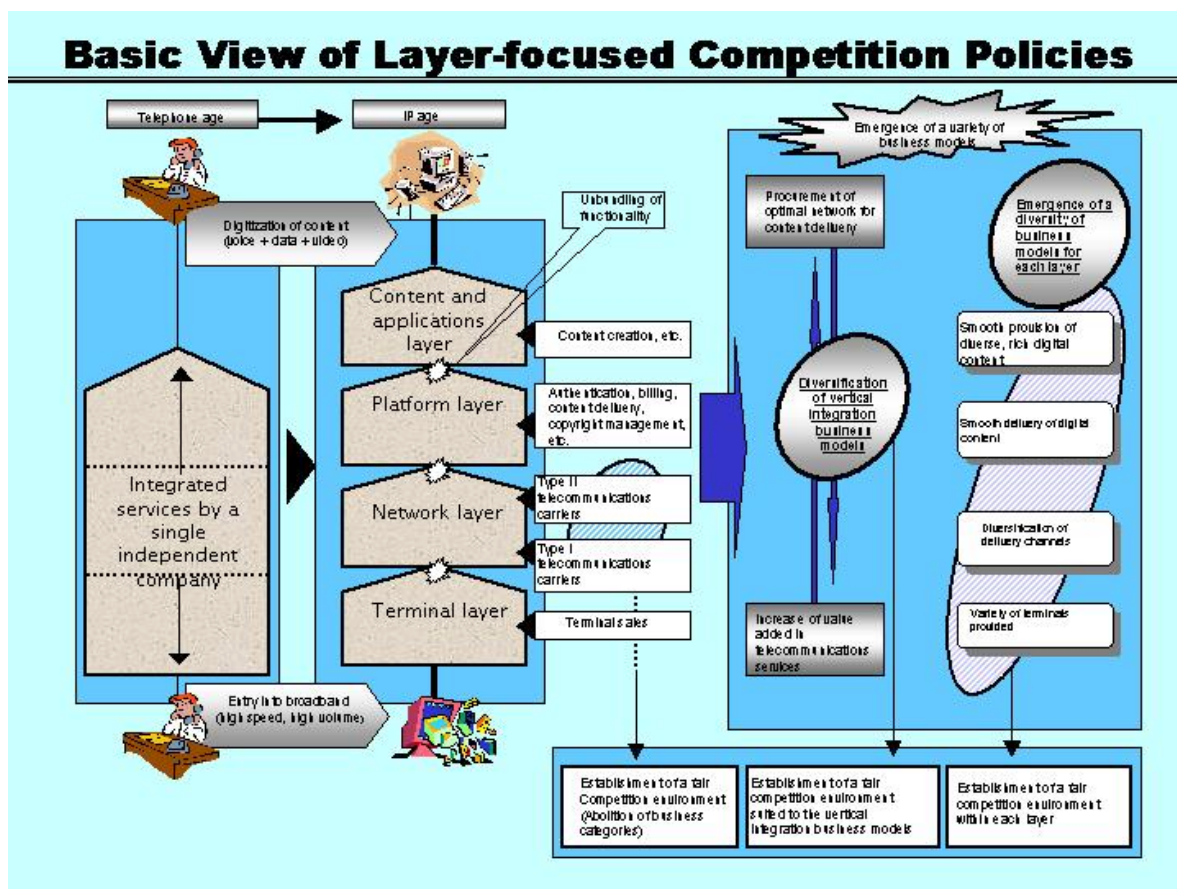 Basic View of Layer-focused Competition Policies
Telephone age
IP age
Emergence of a variety of
business models
Digitization of content
(voice + data + video)
Unbundling of
functionality
Procurement of
optimal network for
content delivery
Emergence of a
diversity of
business
models for
each layer
Content and
applications
layer
Content creation, etc.
Smooth provision of
diverse, rich digital
content
Platform layer
Authentication, billing,
content delivery,
copyright management,
etc.
Diversification
of vertical
integration
business
models
Smooth delivery of digital
content
Integrated
services by a
single
independent
company
Network layer
Type II
telecommunications
carriers
Type I
telecommunications
carriers
Diversification of
delivery channels
Terminal layer
Terminal sales
Increase of value
added in
telecommunications
services
Variety of terminals
provided
Entry into broadband
(high speed, high volume)
Establishment of a fair
Competition environment
(Abolition of business
categories)
Establishment of a fair
competition environment
suited to the vertical
integration business models
Establishment of a fair
competition environment
within each layer